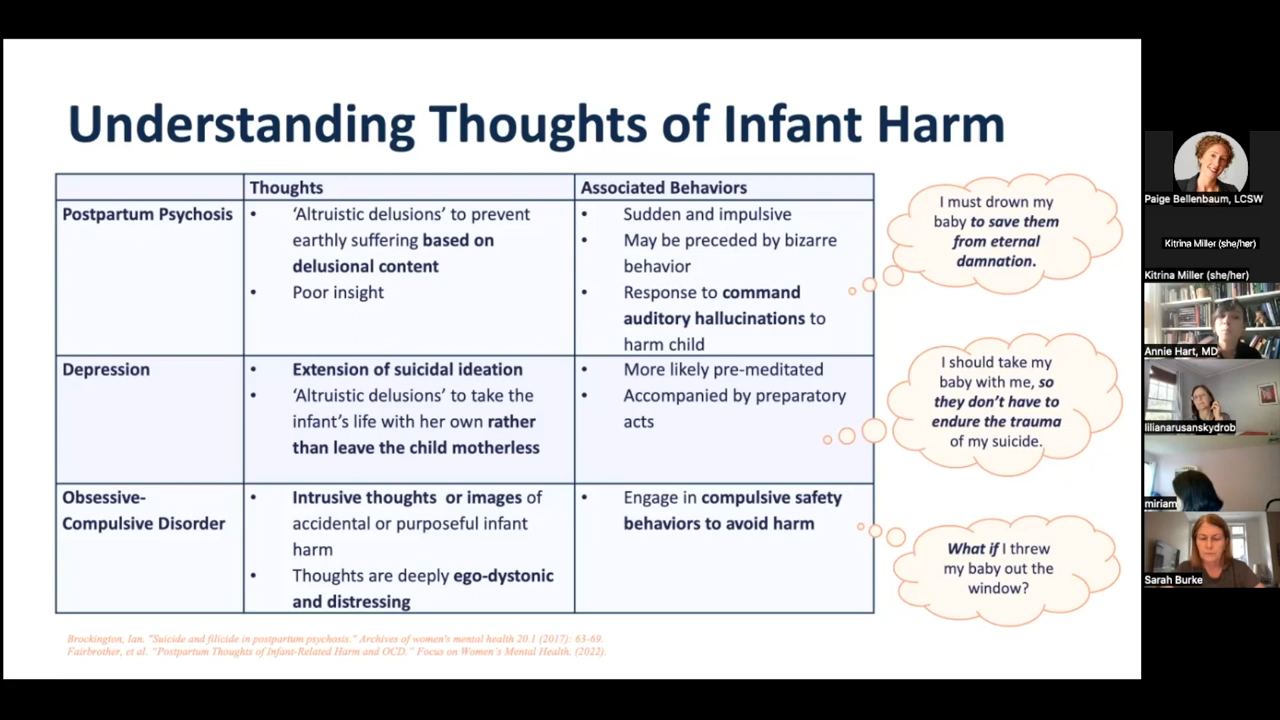 Understanding Thoughts of Infant Harm
Thoughts
Associated Behaviors
Postpartum Psychosis
• ‘Altruistic delusions’ to prevent
earthly suffering based on
delusional content
• Poor insight
• Sudden and impulsive
• May be preceded by bizarre
behavior
• Response to command
auditory hallucinations to
harm child
I must drown my
baby to save them
from eternal
damnation.
Depression
• Extension of suicidal ideation
• ‘Altruistic delusions’ to take the
infant’s life with her own rather
than leave the child motherless
• More likely pre-meditated
• Accompanied by preparatory
acts
I should take my
baby with me, so
they don’t have to
endure the trauma
of my suicide.
Obsessive-
Compulsive Disorder
• Intrusive thoughts or images of
accidental or purposeful infant
harm
• Thoughts are deeply ego-dystonic
and distressing
• Engage in compulsive safety
behaviors to avoid harm
What if I threw
my baby out the
window?
Brockington, Ian. "Suicide and filicide in postpartum psychosis." Archives of women's mental health 20.1 (2017): 63-69.
Fairbrother, et al. “Postpartum Thoughts of Infant-Related Harm and OCD.” Focus on Women’s Mental Health. (2022).
Paige Bellenbaum, LCSW
Kitrina Miller (she/her)
Kitrina Miller (she/her)
Annie Hart, MD
lilianarusanskydrob
miriam
Sarah Burke